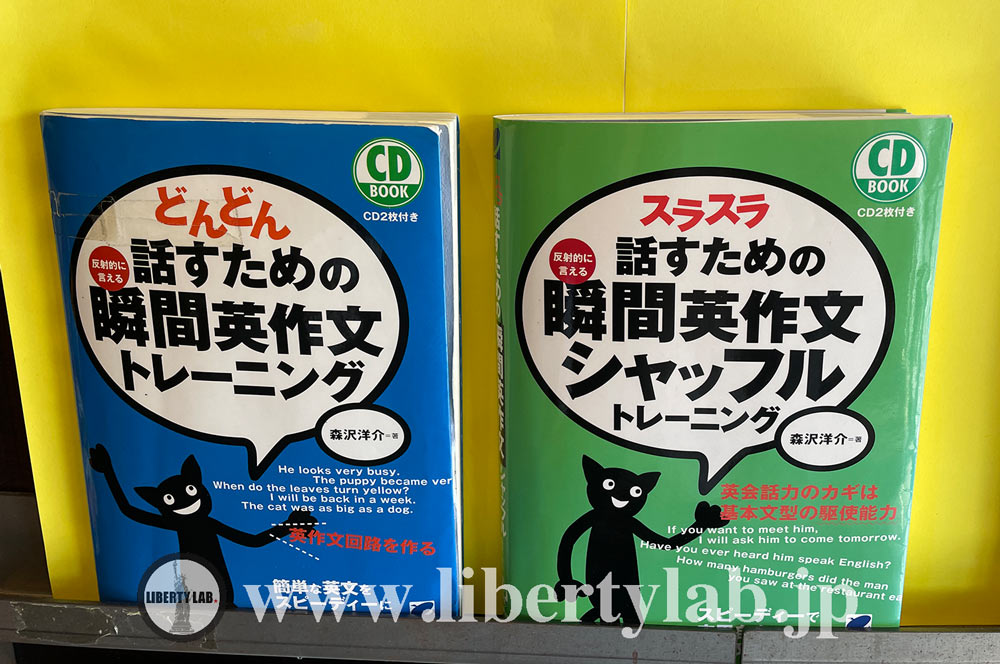 CD
BOOK
CD2枚付き
どんどん
話すための
反射的に
言える
瞬間英作文
トレーニング
森沢洋介=著
He looks very busy.
The puppy became ver
When do the leaves turn yellow?
I will be back in a week.
The cat was as big as a dog.
英作文回路を作る
簡単な英文を
スピーディーに
CD
BOOK
CD2枚付き
スラスラ
話すための
反射的に
言える
瞬間英作文
シャッフル
トレーニング
森沢洋介=著
英会話力のカギは
基本文型の駆使能力
If you want to meet him,
I will ask him to come tomorrow.
Have you ever heard him speak English?
How many hamburgers did the man
you saw at the restaurant ea
スピーディーで
LIBERTY LAB.
www.libertylab.jp